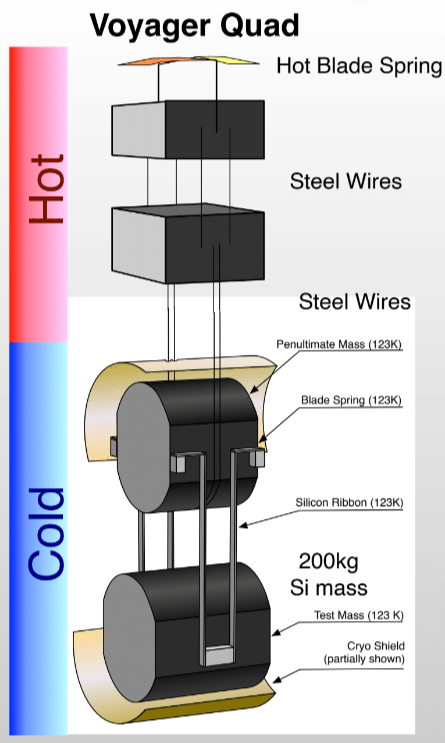 Voyager Quad
Hot Blade Spring
Hot
Steel Wires
Steel Wires
Penultimate Mass (123K)
Blade Spring (123K)
Cold
Silicon Ribbon (123K)
200kg
Si mass
Test Mass (123 K)
Cryo Shield
(partially shown)